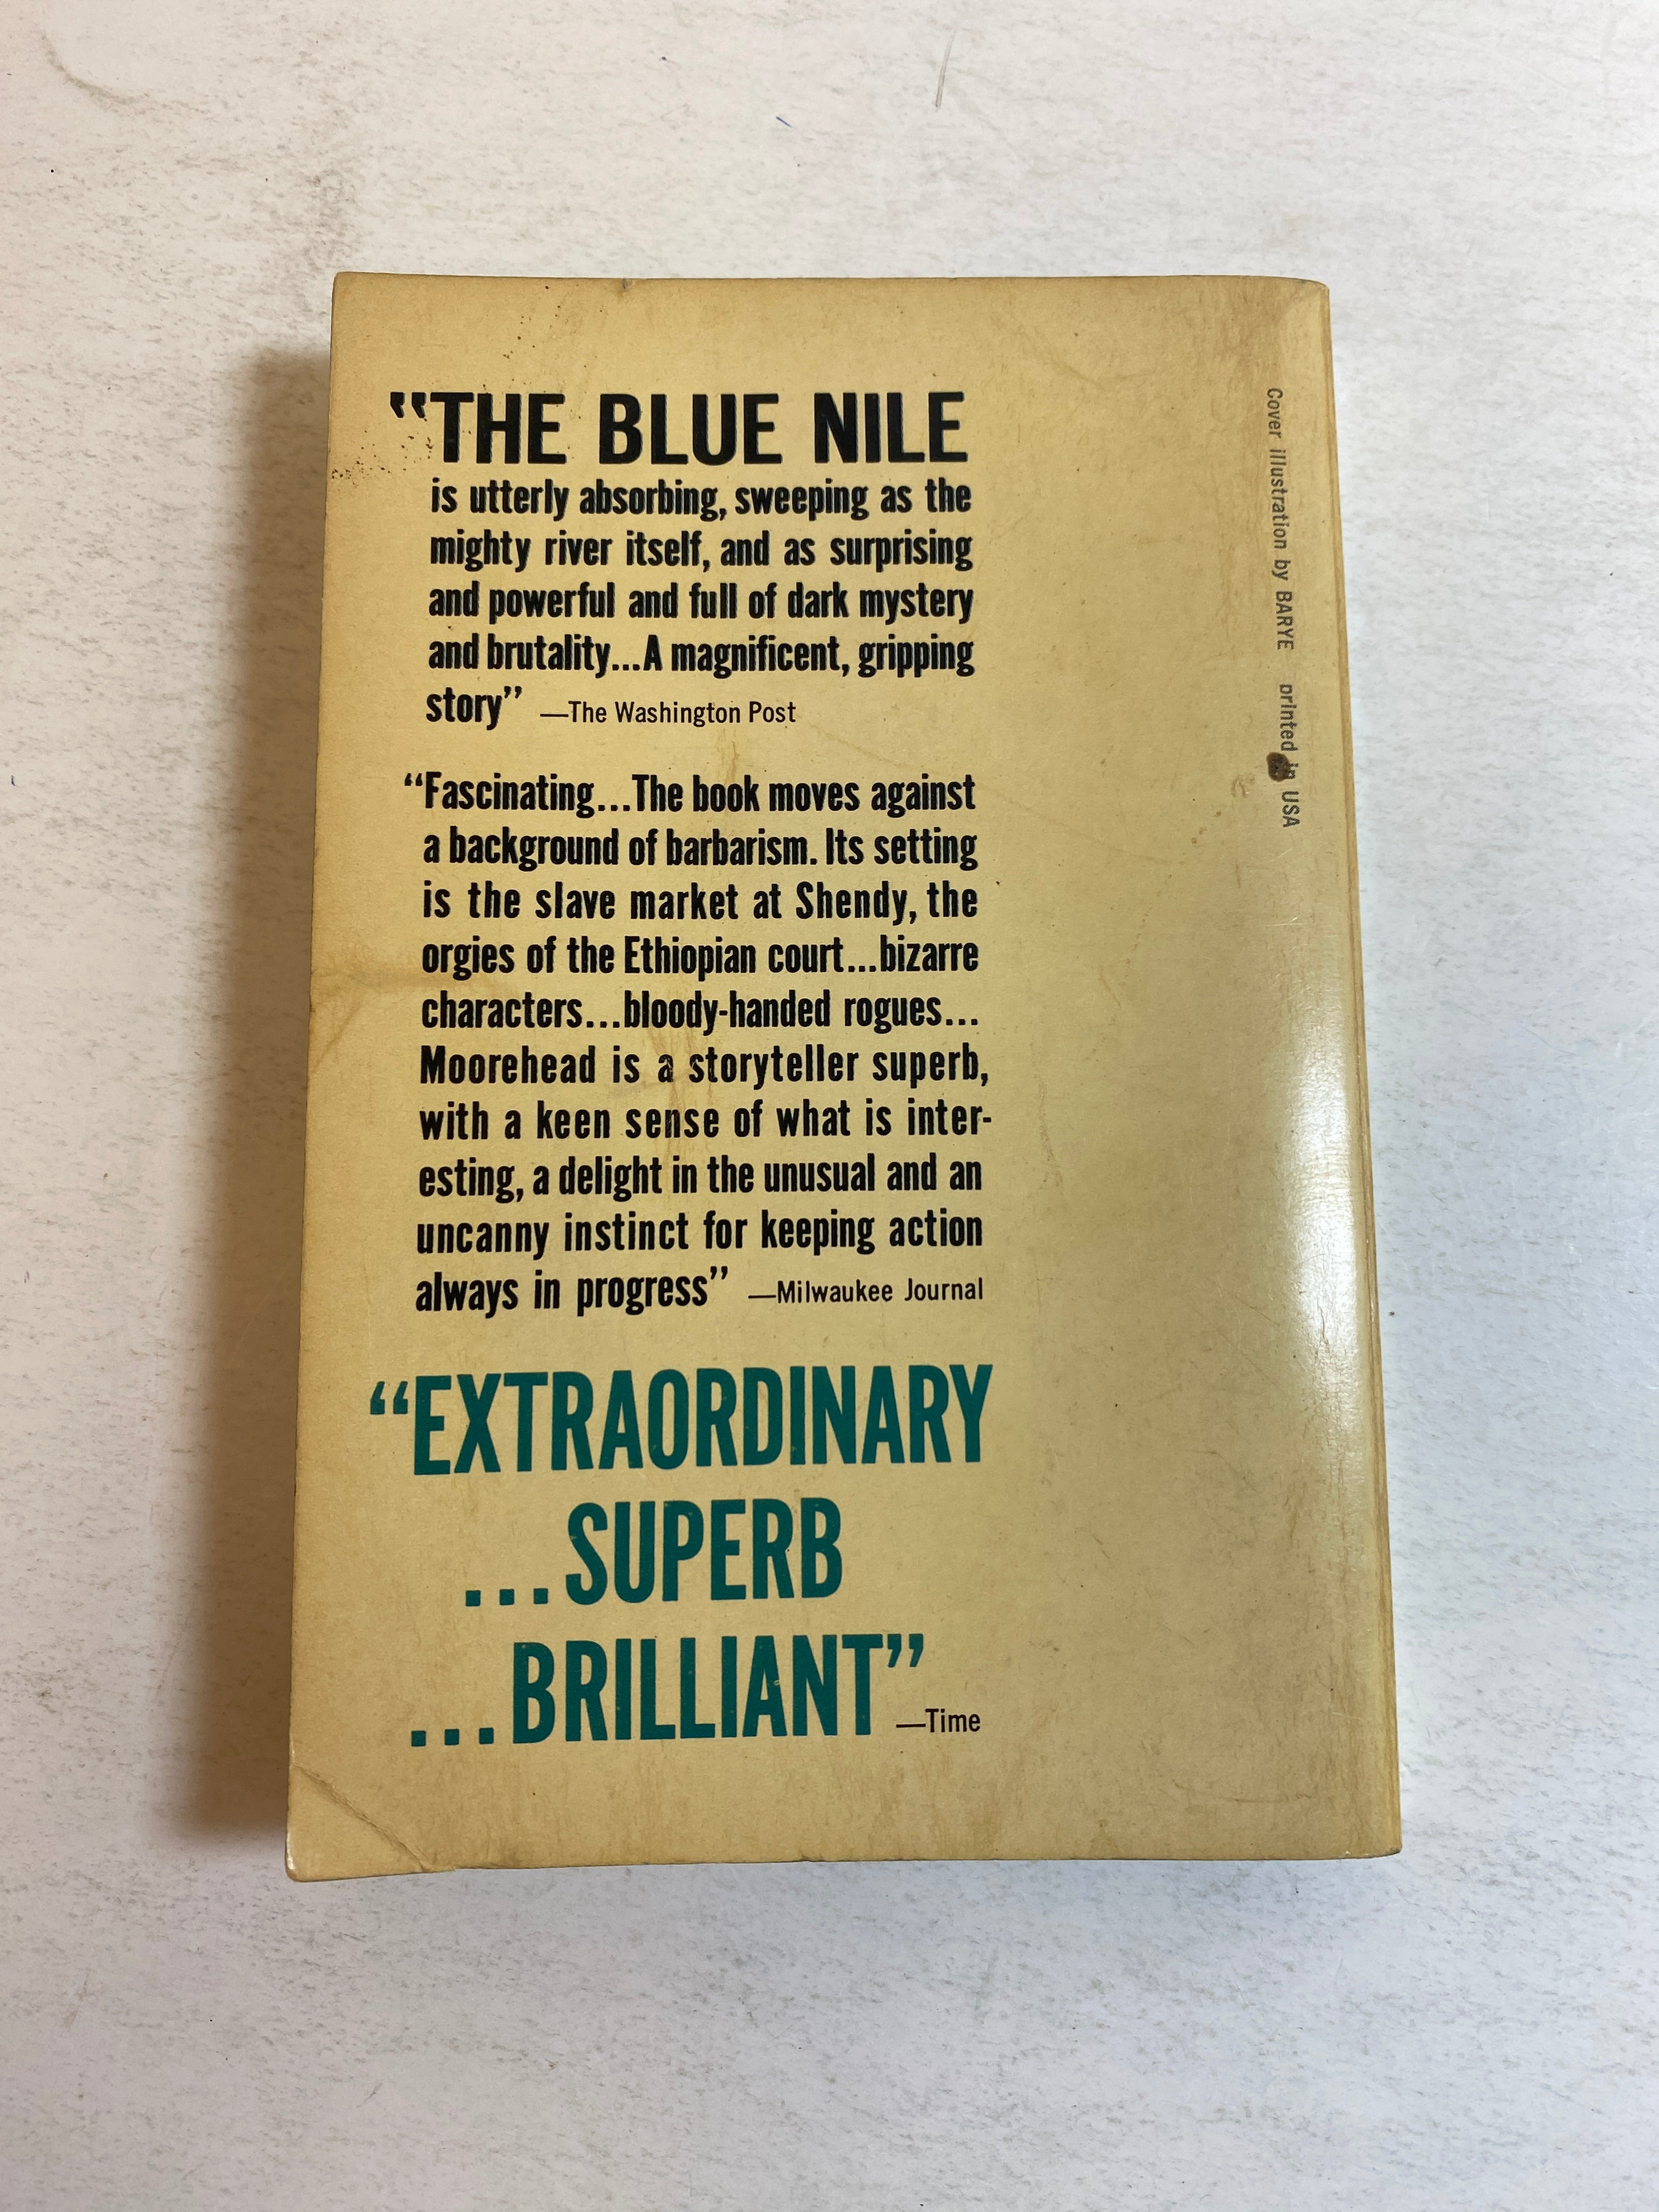 “THE BLUE NILE
is utterly absorbing, sweeping as the
mighty river itself, and as surprising
and powerful and full of dark mystery
and brutality...A magnificent, gripping
story” —The Washington Post
“Fascinating...The book moves against
a background of barbarism. Its setting
is the slave market at Shendy, the
orgies of the Ethiopian court...bizarre
characters...bloody-handed rogues...
Moorehead is a storyteller superb,
with a keen sense of what is inter-
esting, a delight in the unusual and an
uncanny instinct for keeping action
always in progress” —Milwaukee Journal
“EXTRAORDINARY
...SUPERB
...BRILLIANT” —Time
Cover illustration by BARYE printed in USA